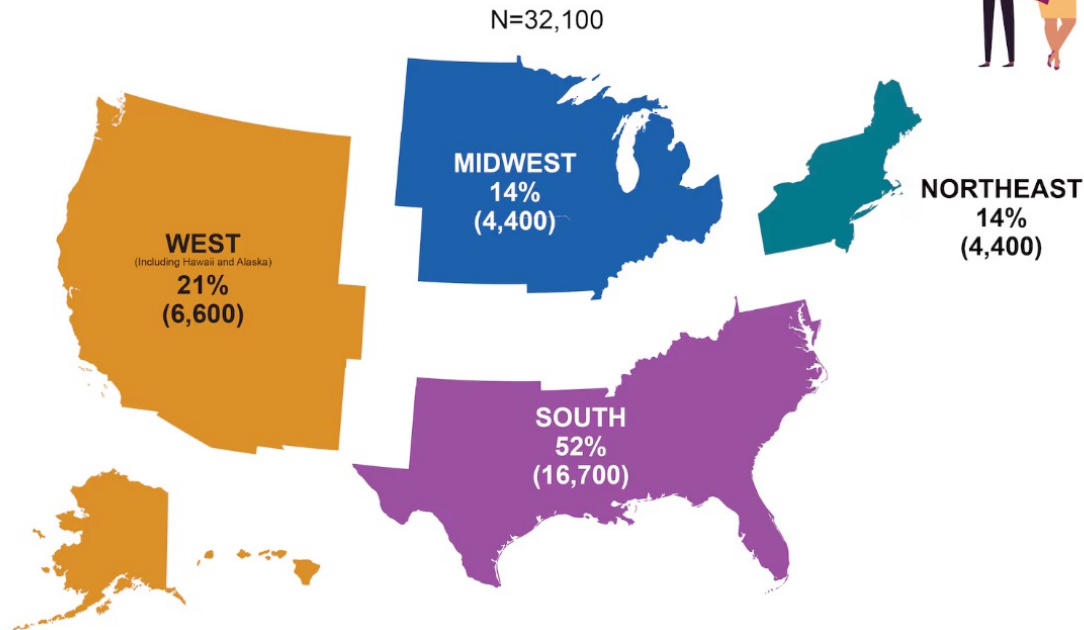 N=32,100
WEST
(Including Hawaii and Alaska)
21%
(6,600)
MIDWEST
14%
(4,400)
NORTHEAST
14%
(4,400)
SOUTH
52%
(16,700)